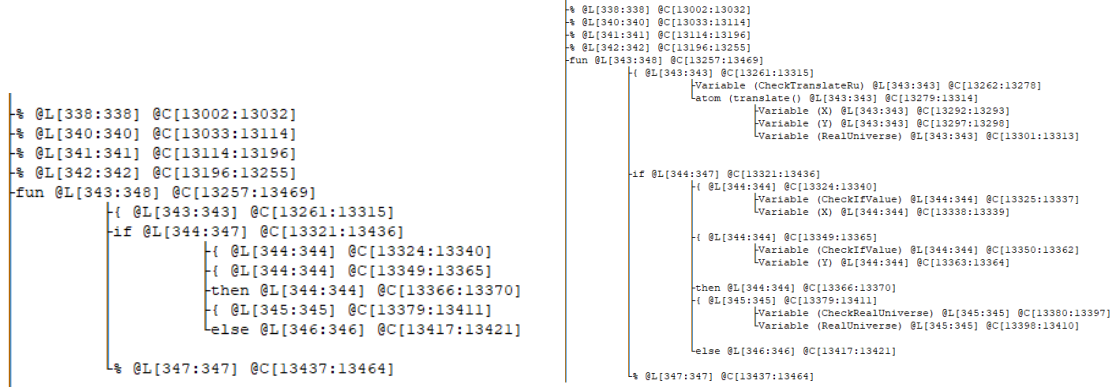 % @L[338:338] @C[13002:13032]
% @L[340:340] @C[13033:13114]
% @L[341:341] @C[13114:13196]
% @L[342:342] @C[13196:13255]
fun @L[343:348] @C[13257:13469]
{ @L[343:343] @C[13261:13315]
if @L[344:347] @C[13321:13436]
{ @L[344:344] @C[13324:13340]
{ @L[344:344] @C[13349:13365]
then @L[344:344] @C[13366:13370]
{ @L[345:345] @C[13379:13411]
else @L[346:346] @C[13417:13421]
% @L[347:347] @C[13437:13464]
% @L[338:338] @C[13002:13032]
% @L[340:340] @C[13033:13114]
% @L[341:341] @C[13114:13196]
% @L[342:342] @C[13196:13255]
fun @L[343:348] @C[13257:13469]
{ @L[343:343] @C[13261:13315]
Variable (CheckTranslateRu) @L[343:343] @C[13262:13278]
atom (translate() @L[343:343] @C[13279:13314]
Variable (X) @L[343:343] @C[13292:13293]
Variable (Y) @L[343:343] @C[13297:13298]
Variable (RealUniverse) @L[343:343] @C[13301:13313]
if @L[344:347] @C[13321:13436]
{ @L[344:344] @C[13324:13340]
Variable (CheckIfValue) @L[344:344] @C[13325:13337]
Variable (X) @L[344:344] @C[13338:13339]
{ @L[344:344] @C[13349:13365]
Variable (CheckIfValue) @L[344:344] @C[13350:13362]
Variable (Y) @L[344:344] @C[13363:13364]
then @L[344:344] @C[13366:13370]
{ @L[345:345] @C[13379:13411]
Variable (CheckRealUniverse) @L[345:345] @C[13380:13397]
Variable (RealUniverse) @L[345:345] @C[13398:13410]
else @L[346:346] @C[13417:13421]
% @L[347:347] @C[13437:13464]